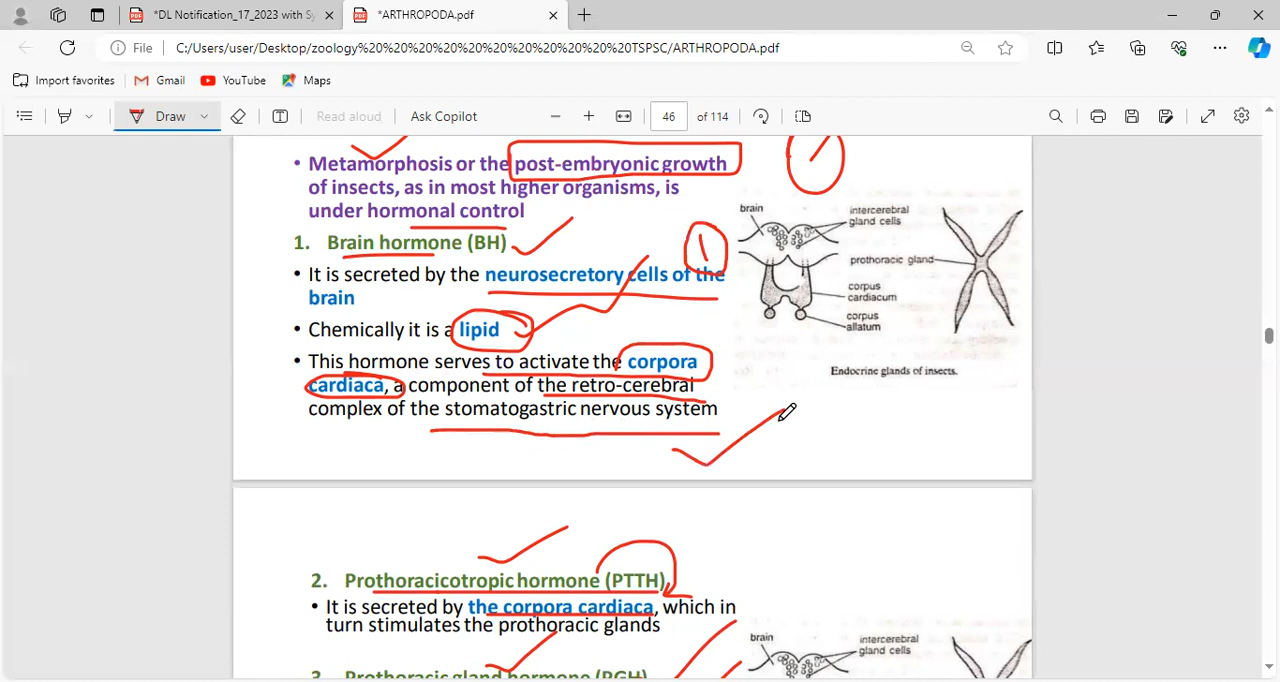 *DL Notification_17_2023 with Sy
*ARTHROPODA.pdf
File
C:/Users/user/Desktop/zoology%20%20%20%20%20%20%20%20%20%20TSPSC/ARTHROPODA.pdf
Import favorites
Gmail
YouTube
Maps
Draw
Read aloud
Ask Copilot
46
of 114
• Metamorphosis or the post-embryonic growth
of insects, as in most higher organisms, is
under hormonal control
1. Brain hormone (BH)
• It is secreted by the neurosecretory cells of the
brain
• Chemically it is a lipid
• This hormone serves to activate the corpora
cardiaca, a component of the retro-cerebral
complex of the stomatogastric nervous system
brain
intercerebral
gland cells
prothoracic gland
corpus
cardiacum
corpus
allatum
Endocrine glands of insects.
2. Prothoracicotropic hormone (PTTH)
• It is secreted by the corpora cardiaca, which in
turn stimulates the prothoracic glands
3. Prothoracic gland hormone (PGH)
brain
intercerebral
gland cells